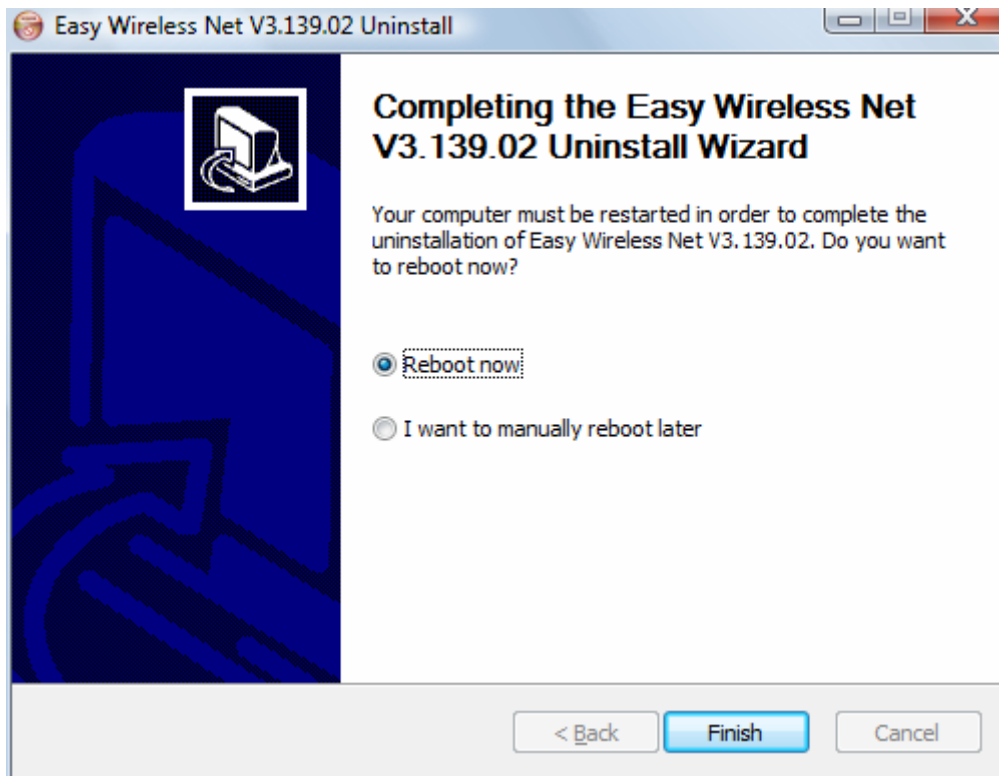 Easy Wireless Net V3.139.02 Uninstall
Completing the Easy Wireless Net
V3.139.02 Uninstall Wizard
Your computer must be restarted in order to complete the
uninstallation of Easy Wireless Net V3.139.02. Do you want
to reboot now?
Reboot now
I want to manually reboot later
< Back
Finish
Cancel